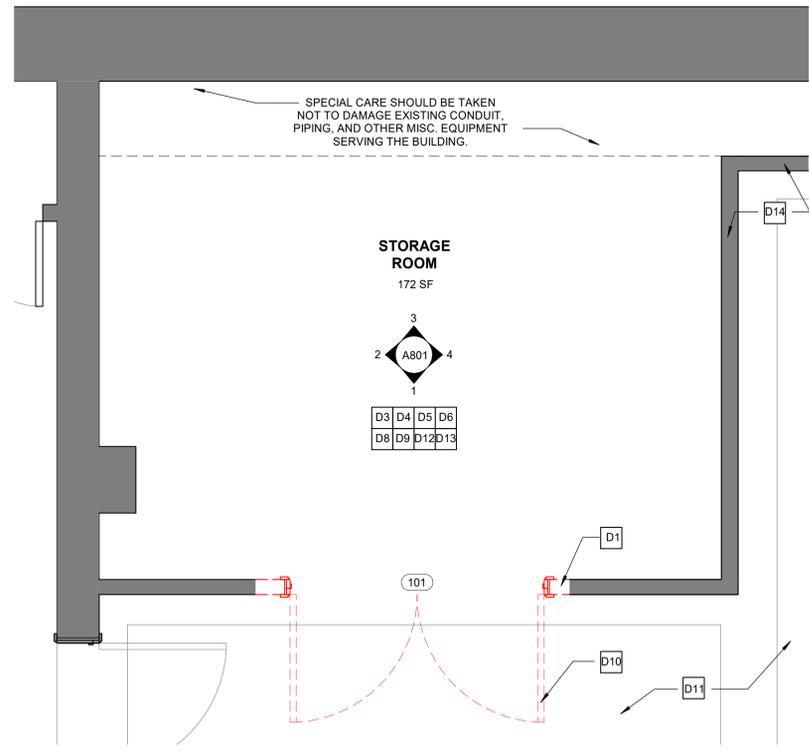 SPECIAL CARE SHOULD BE TAKEN
NOT TO DAMAGE EXISTING CONDUIT,
PIPING, AND OTHER MISC. EQUIPMENT
SERVING THE BUILDING.
D14
STORAGE
ROOM
172 SF
3
2 A801 4
1
D3 D4 D5 D6
D8 D9 D12 D13
D1
101
D10
D11